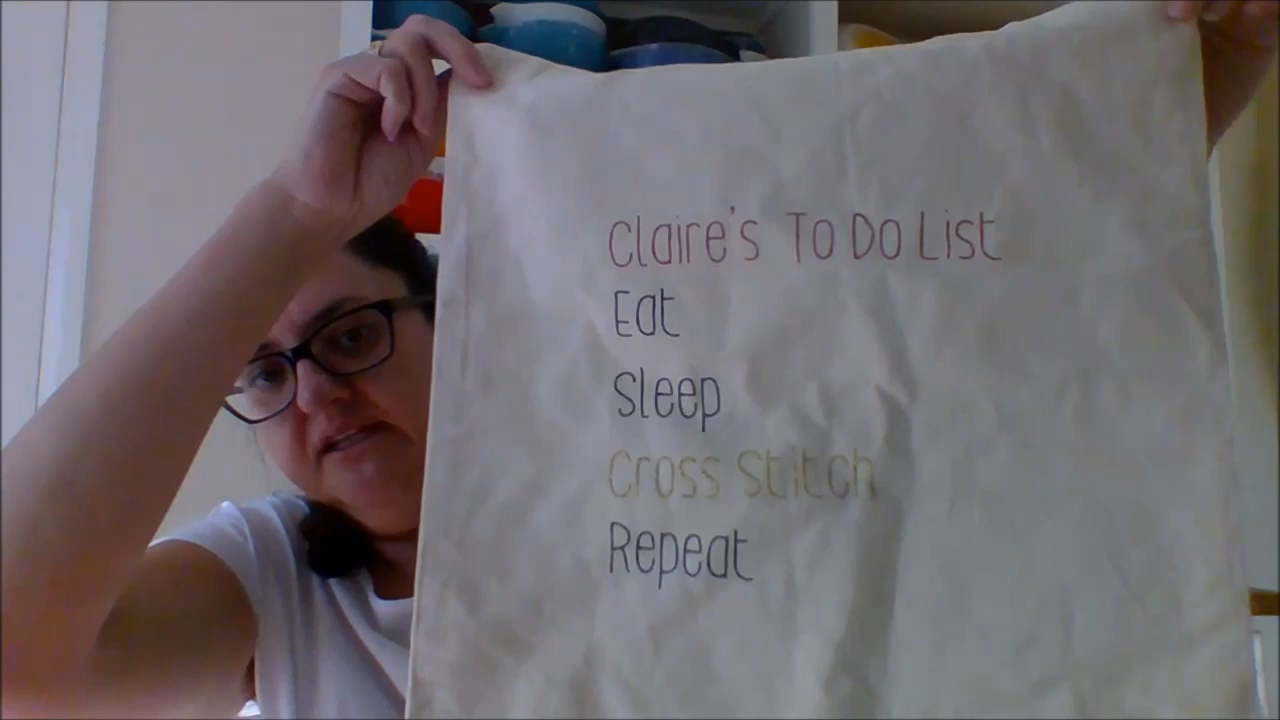 Claire's To Do List
Eat
Sleep
Cross Stitch
Repeat